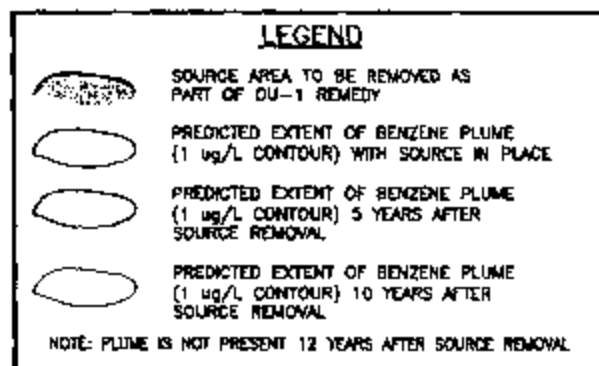 LEGEND
SOURCE AREA TO BE REMOVED AS
PART OF OU-1 REMEDY
PREDICTED EXTENT OF BENZENE PLUME
(1 ug/L CONTOUR) WITH SOURCE IN PLACE
PREDICTED EXTENT OF BENZENE PLUME
(1 ug/L CONTOUR) 5 YEARS AFTER
SOURCE REMOVAL
PREDICTED EXTENT OF BENZENE PLUME
(1 ug/L CONTOUR) 10 YEARS AFTER
SOURCE REMOVAL
NOTE: PLUME IS NOT PRESENT 12 YEARS AFTER SOURCE REMOVAL